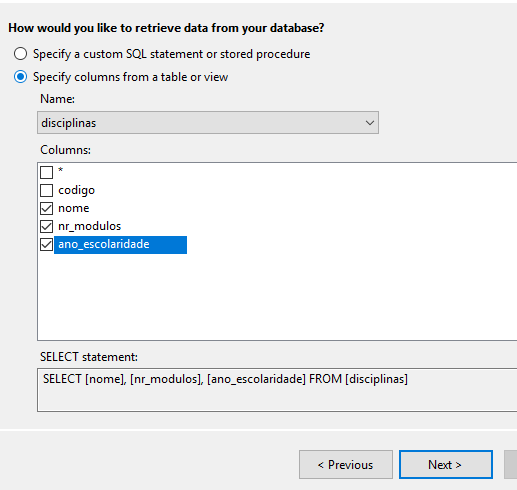 How would you like to retrieve data from your database?
Specify a custom SQL statement or stored procedure
Specify columns from a table or view
Name:
disciplinas
Columns:
*
codigo
nome
nr_modulos
ano_escolaridade
SELECT statement:
SELECT [nome], [nr_modulos], [ano_escolaridade] FROM [disciplinas]
< Previous
Next >